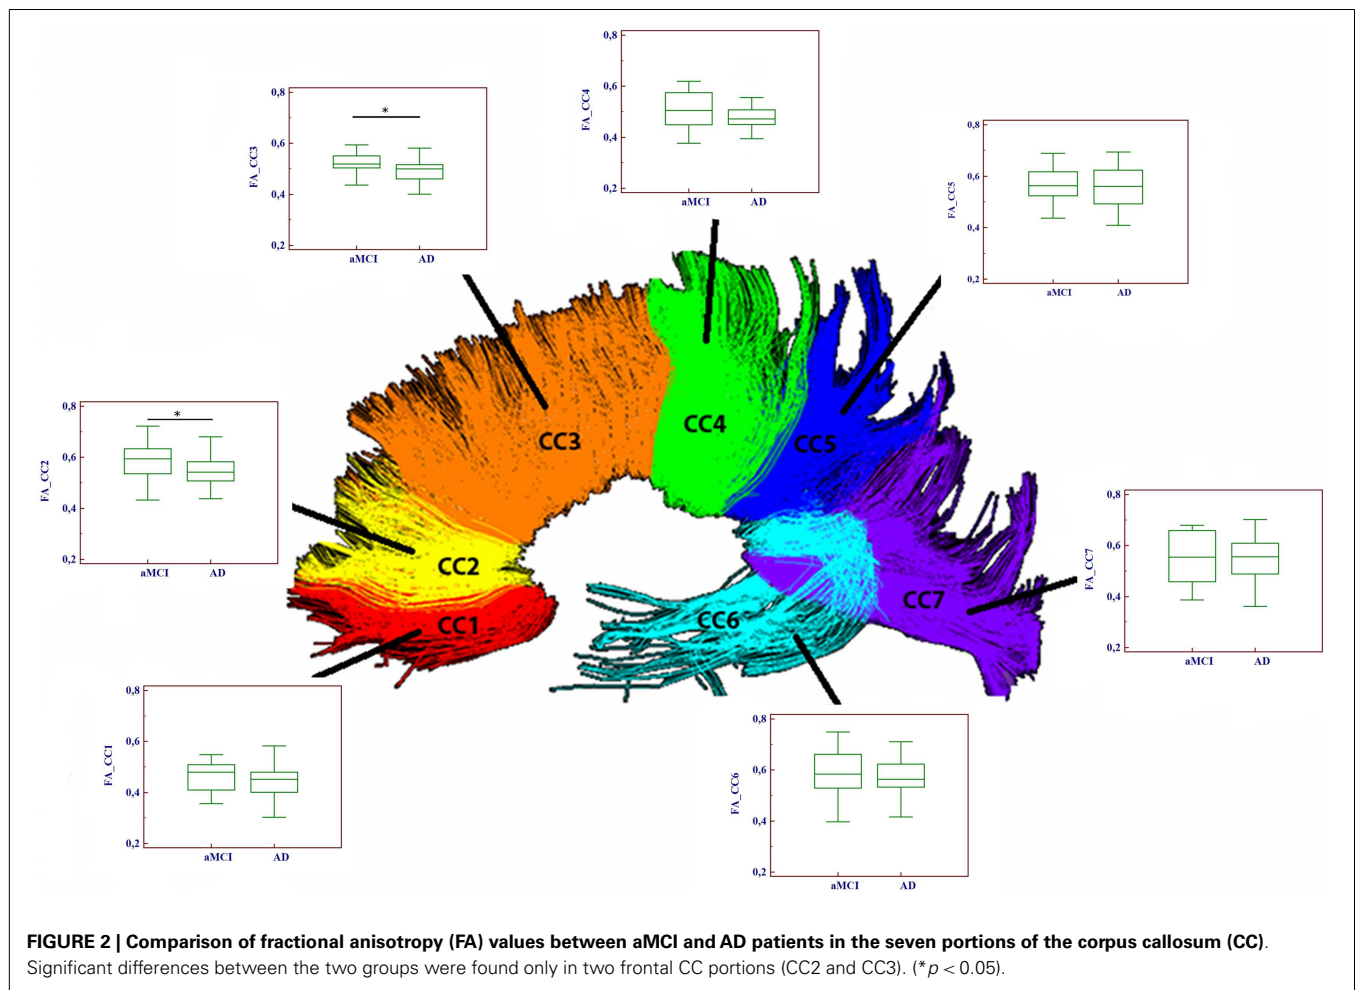 0,8
0,6
0,4
0,2
FA_CC4
aMCI AD
0,8
0,6
0,4
0,2
FA_CC3
*
aMCI AD
0,8
0,6
0,4
0,2
FA_CC5
aMCI AD
0,8
0,6
0,4
0,2
FA_CC2
*
aMCI AD
CC3
CC4
CC5
CC2
CC1
CC6
CC7
0,8
0,6
0,4
0,2
FA_CC7
aMCI AD
0,8
0,6
0,4
0,2
FA_CC1
aMCI AD
0,8
0,6
0,4
0,2
FA_CC6
aMCI AD
FIGURE 2 | Comparison of fractional anisotropy (FA) values between aMCI and AD patients in the seven portions of the corpus callosum (CC).
Significant differences between the two groups were found only in two frontal CC portions (CC2 and CC3). (*p < 0.05).